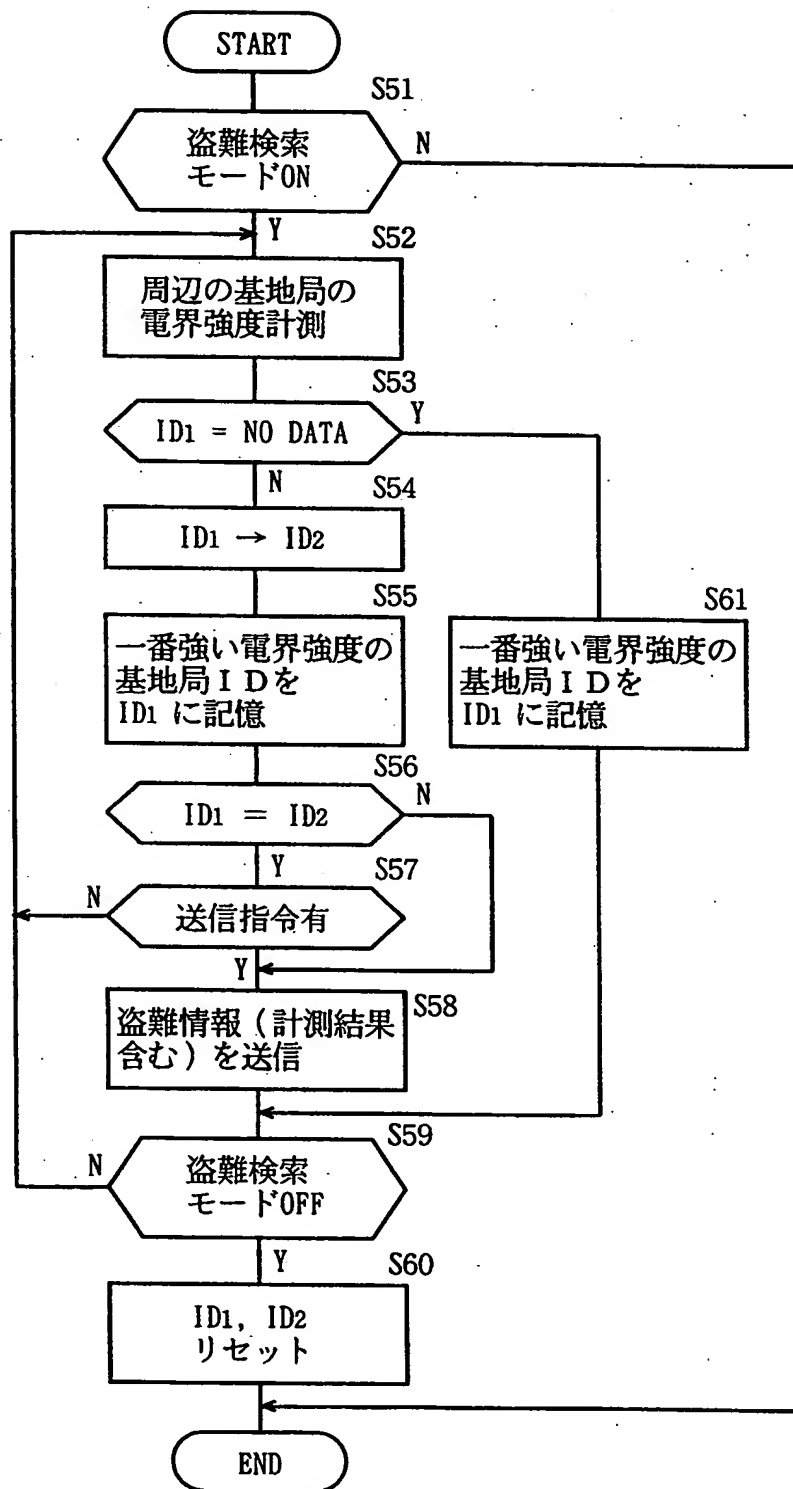 START
S51
盗難検索
モードON
N
Y
S52
周辺の基地局の
電界強度計測
S53
ID1 = NO DATA
Y
N
S54
ID1 → ID2
S55
一番強い電界強度の
基地局IDを
ID1 に記憶
S61
一番強い電界強度の
基地局IDを
ID1 に記憶
S56
ID1 = ID2
N
Y
S57
N
送信指令有
Y
S58
盗難情報(計測結果
含む)を送信
S59
N
盗難検索
モードOFF
Y
S60
ID1, ID2
リセット
END